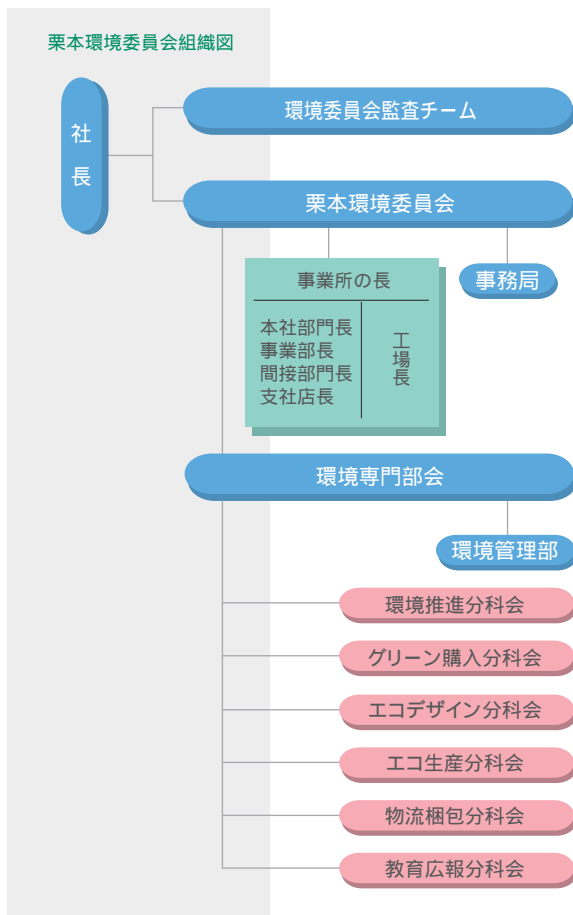 栗本環境委員会組織図
社長
環境委員会監査チーム
栗本環境委員会
事務局
事業所の長
本社部門長
事業部長
間接部門長
支社店長
工場長
環境専門部会
環境管理部
環境推進分科会
グリーン購入分科会
エコデザイン分科会
エコ生産分科会
物流梱包分科会
教育広報分科会